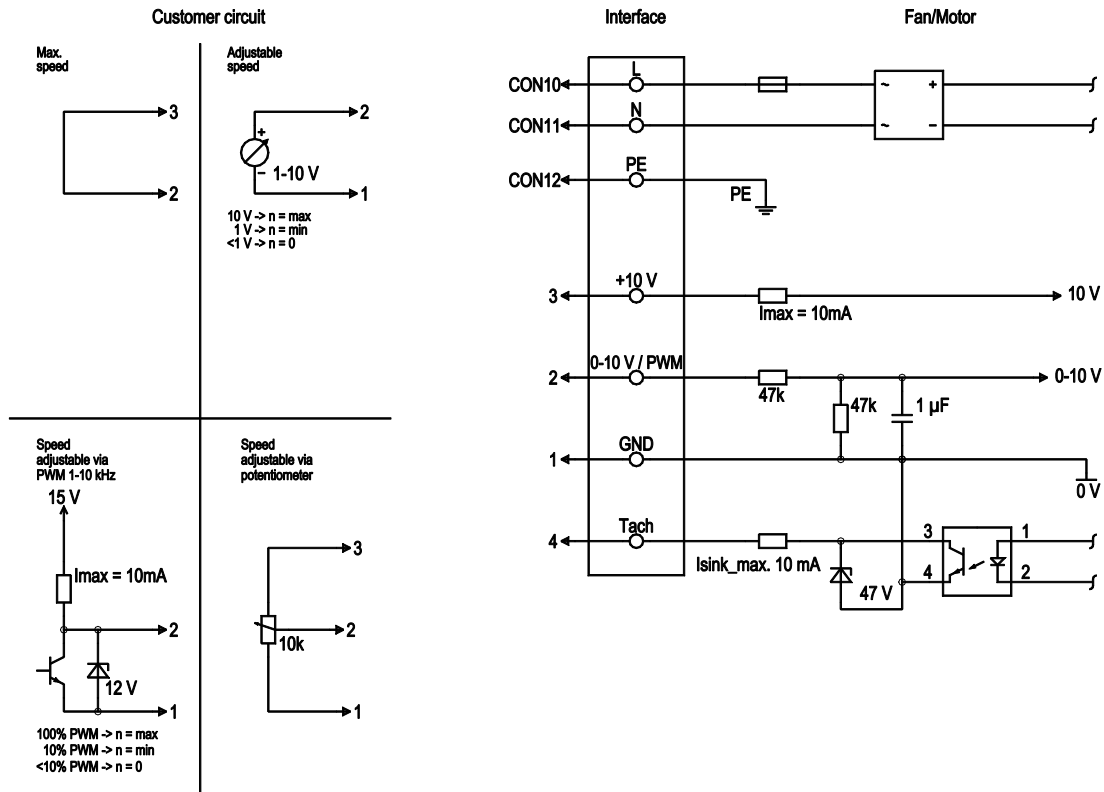 Customer circuit
Interface
Fan/Motor
Max.
speed
3
2
Adjustable
speed
2
+
–
1-10 V
1
10 V -> n = max
1 V -> n = min
<1 V -> n = 0
Speed
adjustable via
PWM 1-10 kHz
15 V
Imax = 10mA
2
12 V
1
100% PWM -> n = max
10% PWM -> n = min
<10% PWM -> n = 0
Speed
adjustable via
potentiometer
3
2
10k
1
L
CON10
~ +
N
CON11
~ –
PE
CON12
PE
+10 V
3
10 V
Imax = 10mA
0-10 V / PWM
2
0-10 V
47k
47k
1 µF
GND
1
0 V
Tach
4
3
1
Isink_max. 10 mA
4
2
47 V